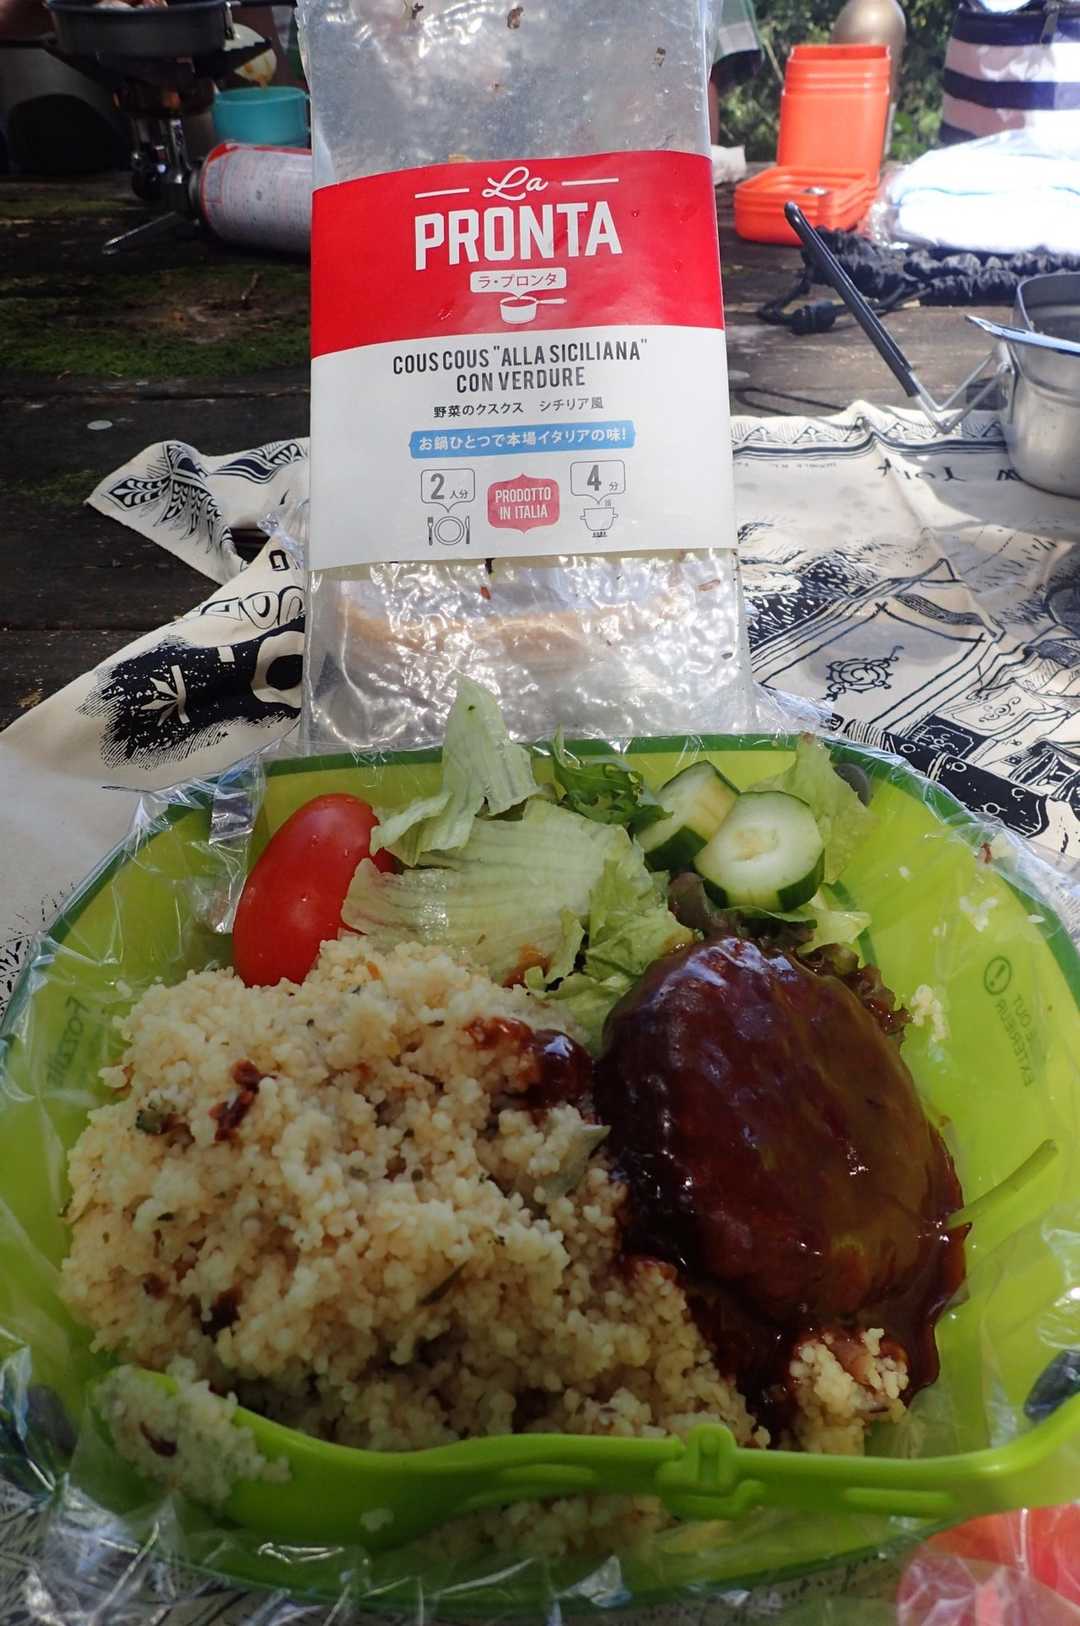 La
PRONTA
ラ・プロンタ
COUS COUS "ALLA SICILIANA"
CON VERDURE
野菜のクスクス シチリア風
お鍋ひとつで本場イタリアの味!
2人分
PRODOTTO
IN ITALIA
4分
OUT
EXTERIEUR